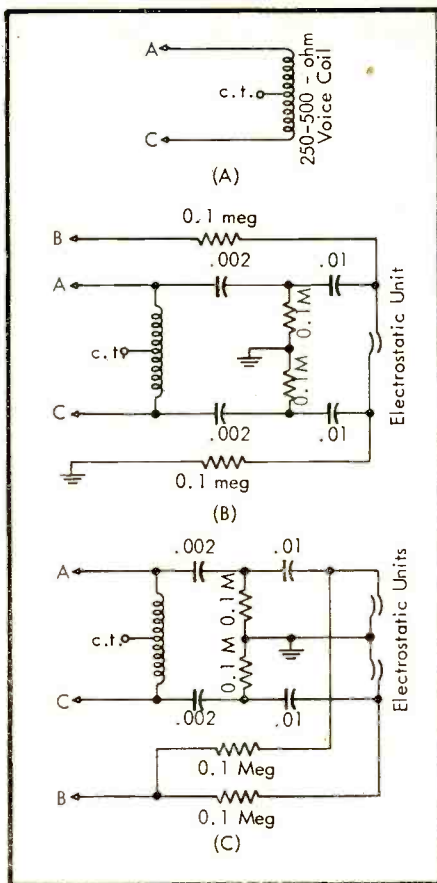 A
c.t.
C
250-500-ohm
Voice Coil
(A)
0.1 meg
B
.002
.01
A
0.1M
c.t.
0.1M
Electrostatic Unit
C
.002
.01
0.1 meg
(B)
.002
.01
A
0.1 M
c.t.
0.1 M
Electrostatic Units
C
.002
.01
0.1 Meg
B
0.1 Meg
(C)